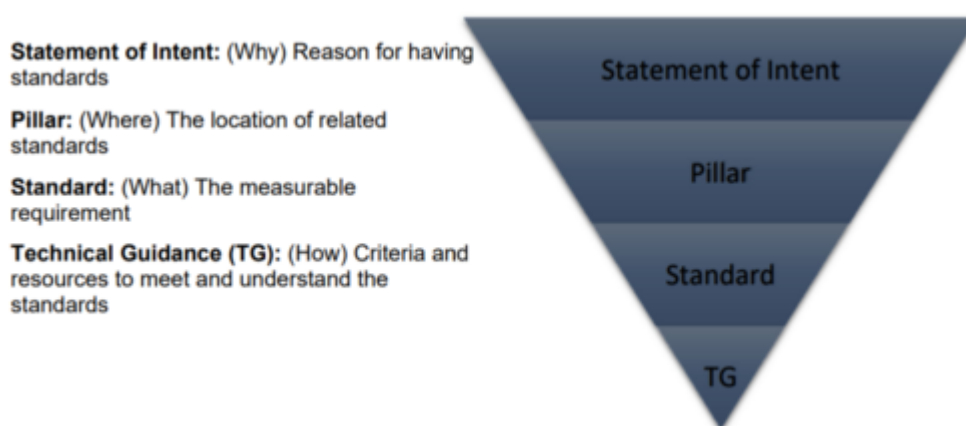 Statement of Intent: (Why) Reason for having
standards
Pillar: (Where) The location of related
standards
Standard: (What) The measurable
requirement
Technical Guidance (TG): (How) Criteria and
resources to meet and understand the
standards
Statement of Intent
Pillar
Standard
TG